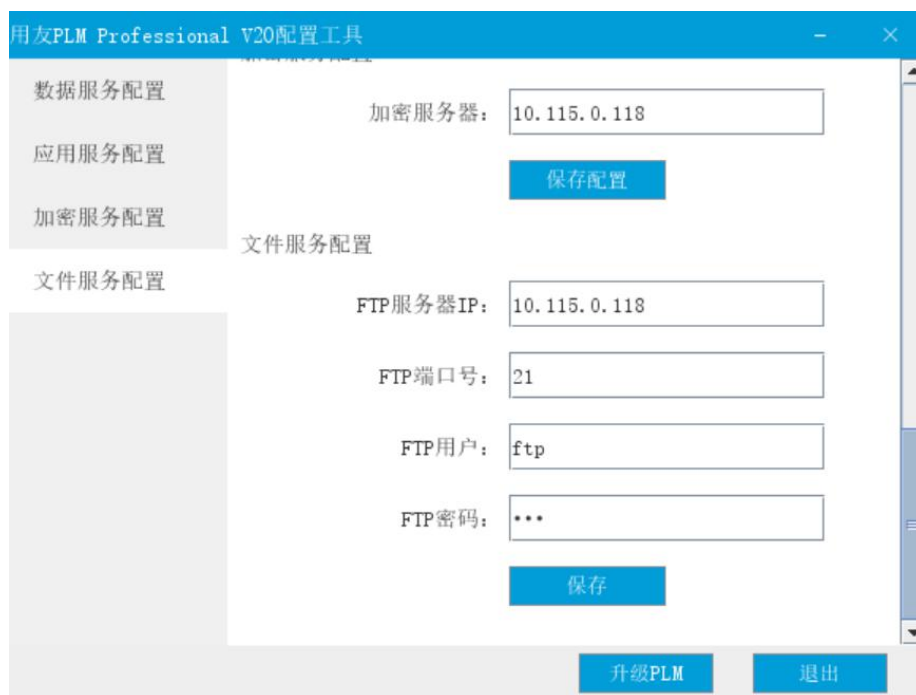 用友PLM Professional V20配置工具
数据服务配置
应用服务配置
加密服务配置
文件服务配置
加密服务器：
10.115.0.118
保存配置
文件服务配置
FTP服务器IP：
10.115.0.118
FTP端口号：
21
FTP用户：
ftp
FTP密码：
•••
保存
升级PLM
退出